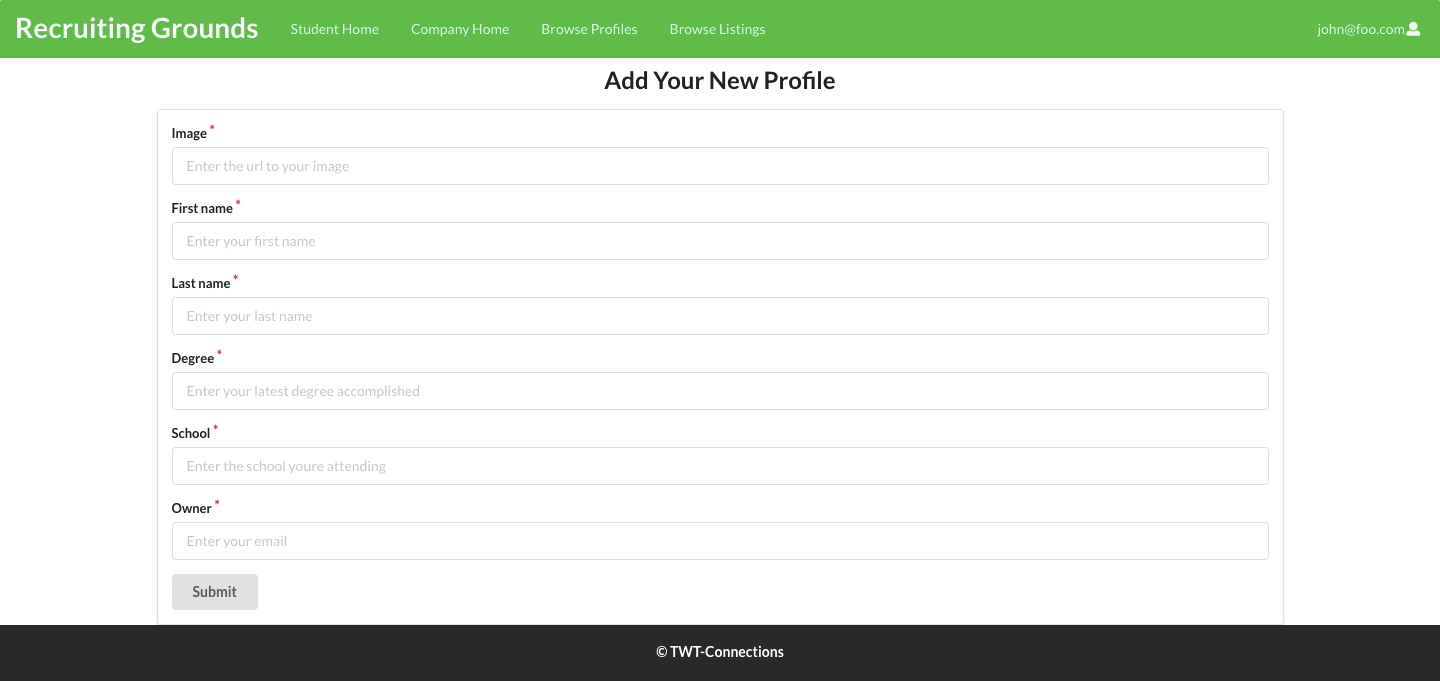 Recruiting Grounds Student Home Company Home Browse Profiles Browse Listings john@foo.com
Add Your New Profile
Image *
Enter the url to your image
First name *
Enter your first name
Last name *
Enter your last name
Degree *
Enter your latest degree accomplished
School *
Enter the school youre attending
Owner *
Enter your email
Submit
© TWT-Connections